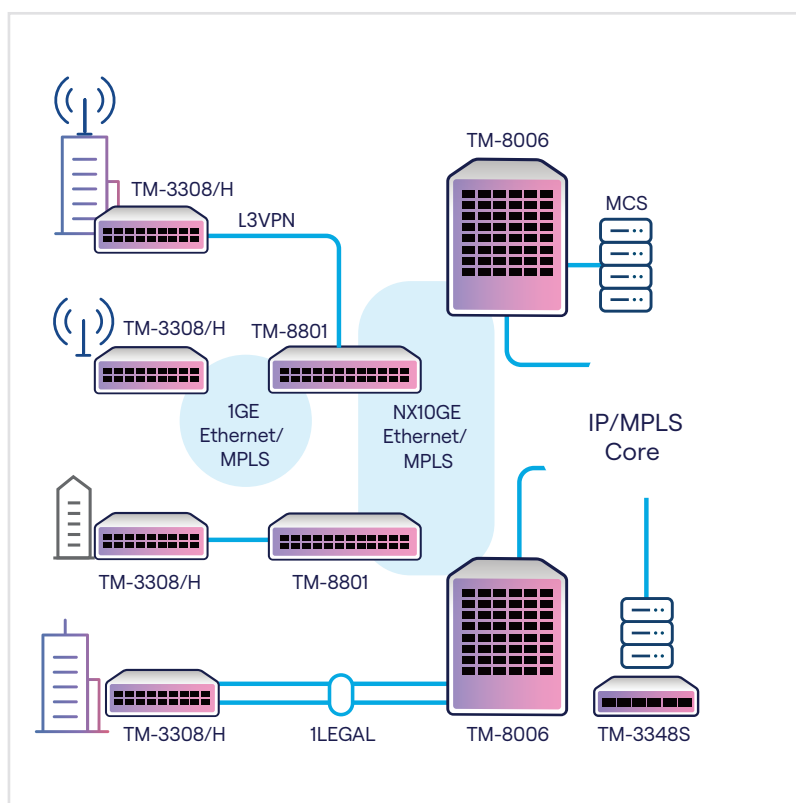 TM-8006
TM-3308/H
MCS
L3VPN
TM-3308/H
TM-8801
1GE
Ethernet/
MPLS
NX10GE
Ethernet/
MPLS
IP/MPLS
Core
TM-3308/H
TM-8801
TM-3308/H
1LEGAL
TM-8006
TM-3348S